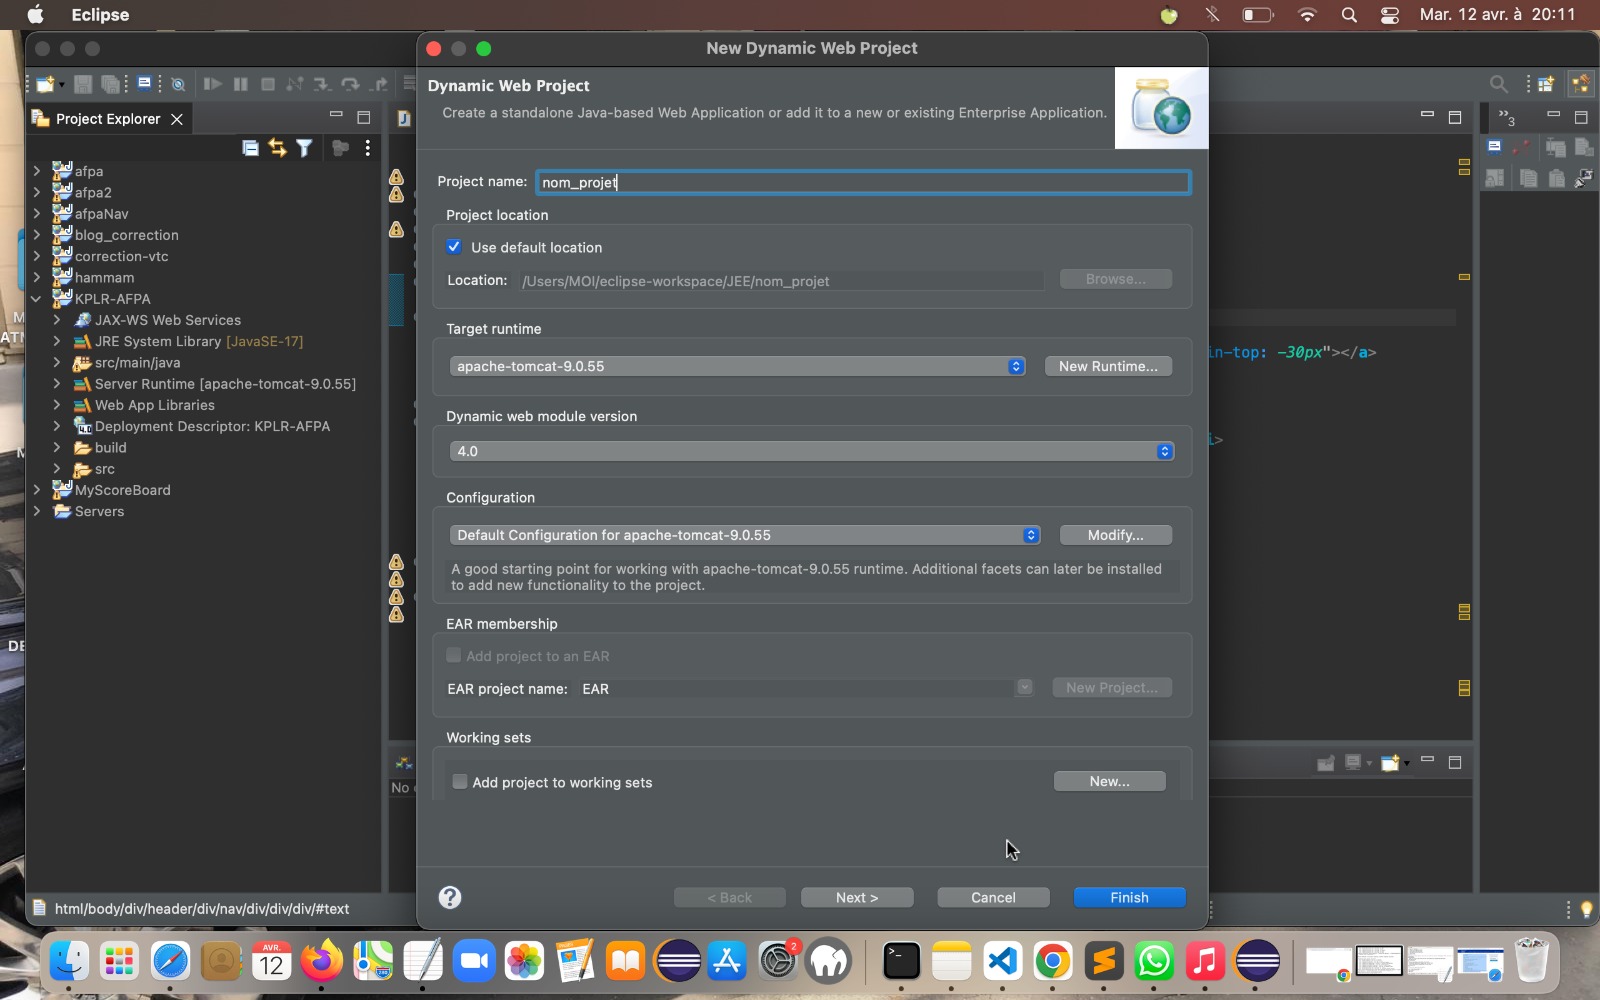 Eclipse
Mar. 12 avr. à 20:11
New Dynamic Web Project
Dynamic Web Project
Create a standalone Java-based Web Application or add it to a new or existing Enterprise Application.
Project Explorer
3
afpa
afpa2
afpaNav
blog_correction
correction-vtc
hammam
KPLR-AFPA
JAX-WS Web Services
JRE System Library [JavaSE-17]
src/main/java
Server Runtime [apache-tomcat-9.0.55]
Web App Libraries
Deployment Descriptor: KPLR-AFPA
build
src
MyScoreBoard
Servers
Project name: nom_projet
Project location
Use default location
Location: /Users/MOI/eclipse-workspace/JEE/nom_projet Browse...
Target runtime
apache-tomcat-9.0.55 New Runtime...
in-top: -30px"></a>
Dynamic web module version
4.0
i>
Configuration
Default Configuration for apache-tomcat-9.0.55 Modify...
A good starting point for working with apache-tomcat-9.0.55 runtime. Additional facets can later be installed
to add new functionality to the project.
EAR membership
Add project to an EAR
EAR project name: EAR New Project...
Working sets
Add project to working sets New...
No
< Back Next > Cancel Finish
html/body/div/header/div/nav/div/div/div/#text
AVR.
12
2